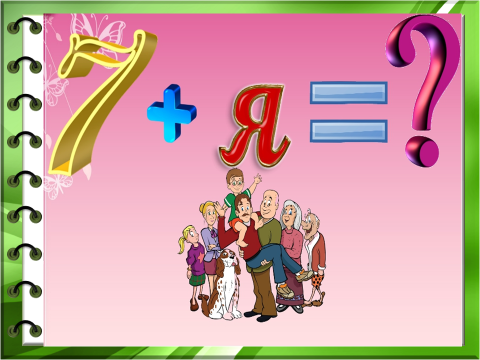 7 + Я = ?